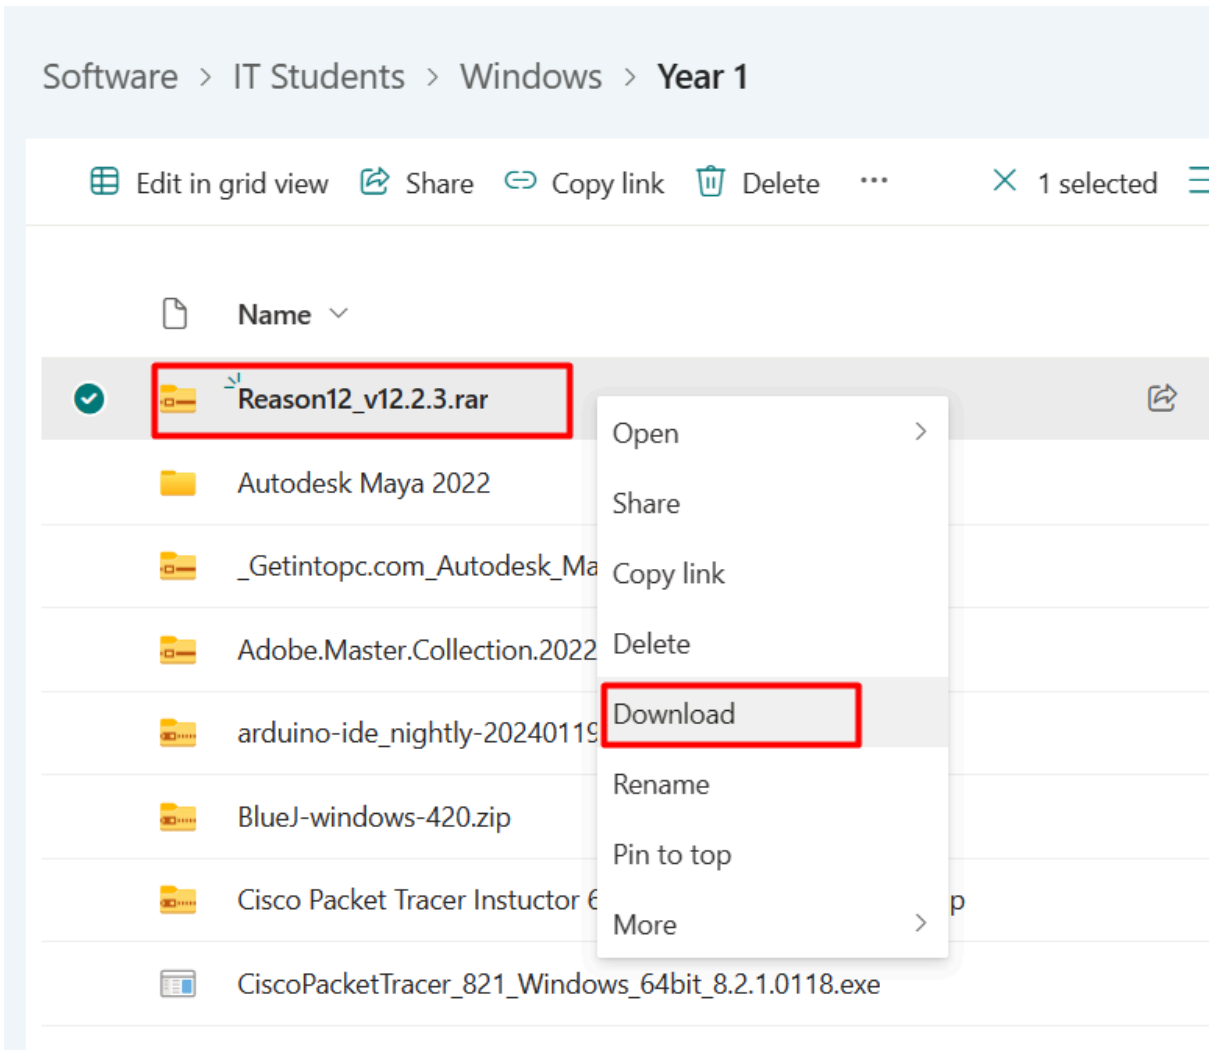 Software > IT Students > Windows > Year 1
Edit in grid view Share Copy link Delete ... 1 selected
Name
Reason12_v12.2.3.rar
Open
Autodesk Maya 2022
Share
_Getintopc.com_Autodesk_Ma
Copy link
Adobe.Master.Collection.2022
Delete
Download
arduino-ide_nightly-20240119
Rename
BlueJ-windows-420.zip
Pin to top
Cisco Packet Tracer Instuctor 6 p
More
CiscoPacketTracer_821_Windows_64bit_8.2.1.0118.exe